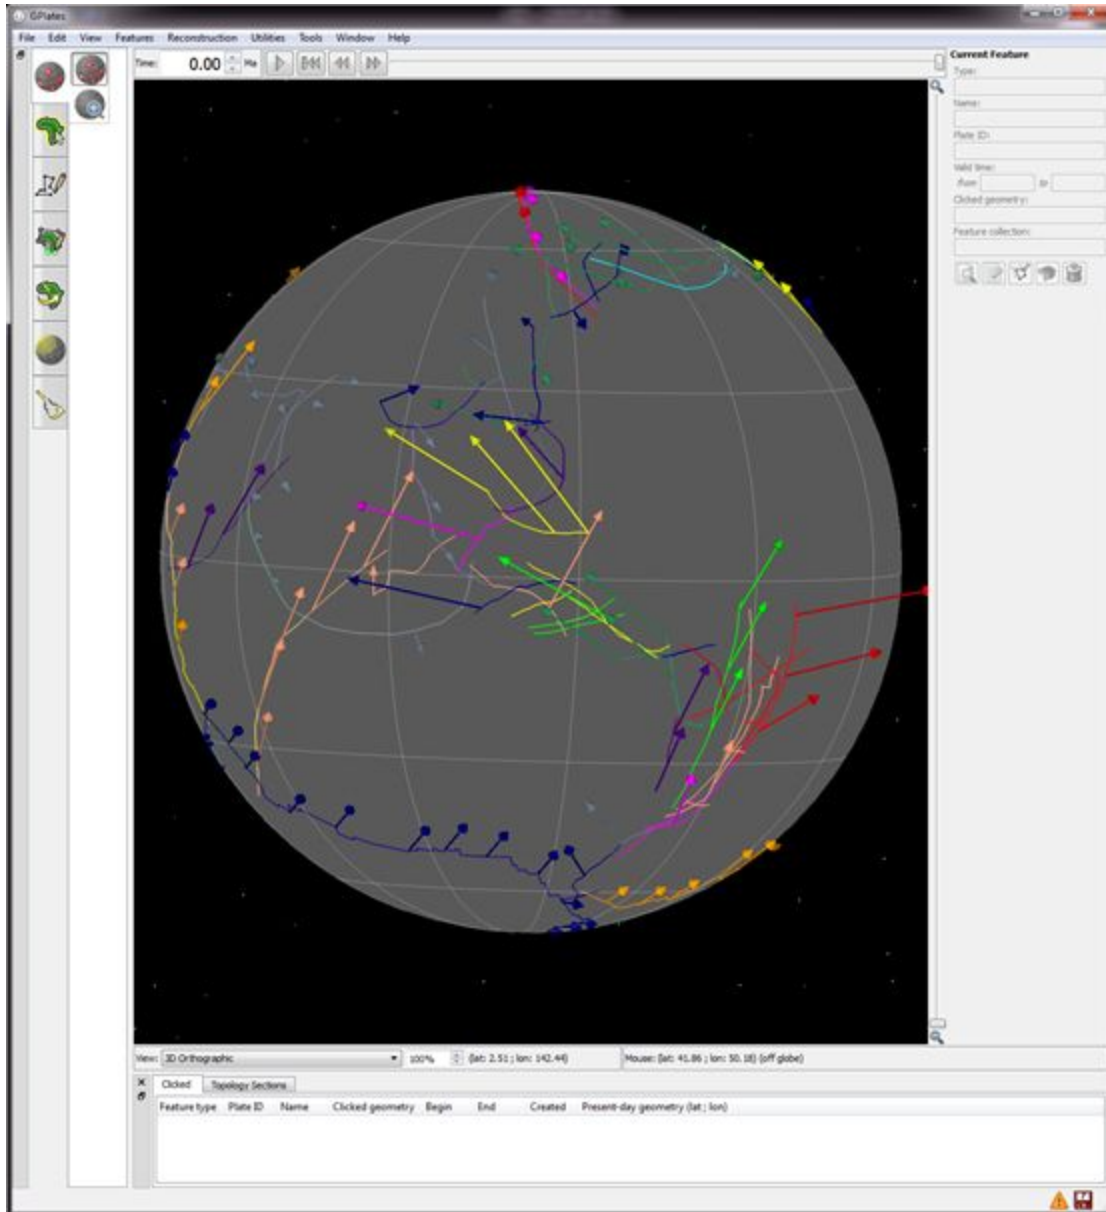 GPlates
File Edit View Features Reconstruction Utilities Tools Window Help
Time: 0.00 Ma
Current Feature
Type:
Name:
Plate ID:
Valid time:
from to
Clicked geometry:
Feature collection:
View: 3D Orthographic 100% (lat: 2.51 ; lon: 142.44) Mouse: (lat: 41.86 ; lon: 50.18) (off globe)
Clicked Topology Sections
Feature type Plate ID Name Clicked geometry Begin End Created Present-day geometry (lat ; lon)